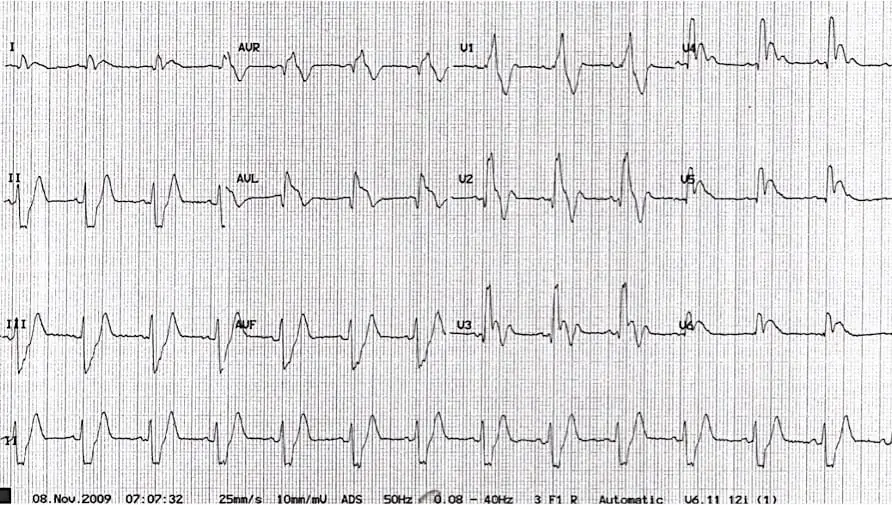 I AVR V1 V4
II AVL V2 V5
III AVF V3 V6
II
08.Nov.2009 07:07:32 25mm/s 10mm/mV ADS 50Hz 0.08 - 40Hz 3 F1 R Automatic V6.11 12i (1)